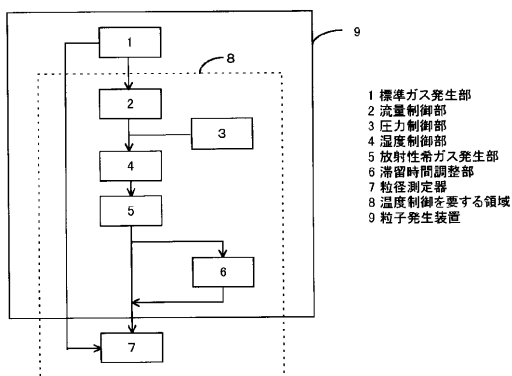 9
1
8
2
3
4
5
6
7
1 標準ガス発生部
2 流量制御部
3 圧力制御部
4 湿度制御部
5 放射性希ガス発生部
6 滞留時間調整部
7 粒径測定器
8 温度制御を要する領域
9 粒子発生装置